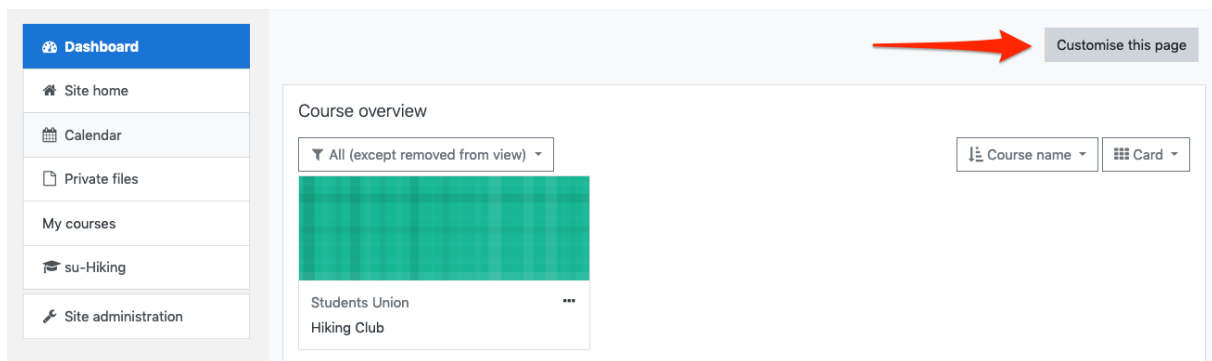 Dashboard
Site home
Calendar
Private files
My courses
su-Hiking
Site administration
Customise this page
Course overview
All (except removed from view)
Course name
Card
Students Union
Hiking Club